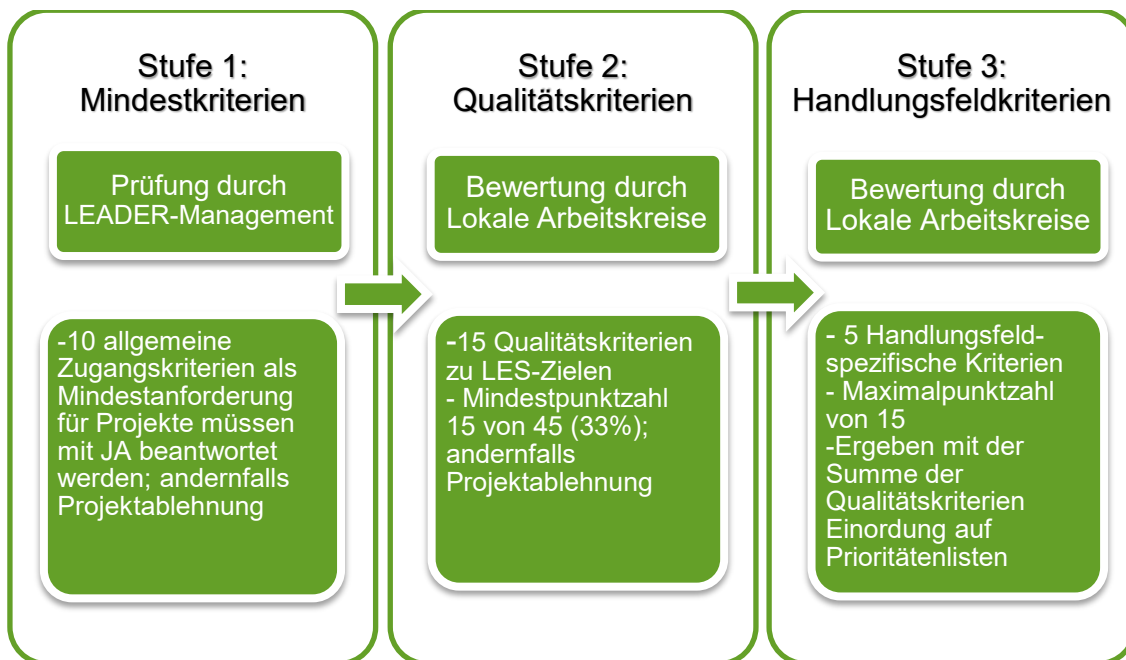 Stufe 1:
Mindestkriterien
Prüfung durch
LEADER-Management
-10 allgemeine
Zugangskriterien als
Mindestanforderung
für Projekte müssen
mit JA beantwortet
werden; andernfalls
Projektablehnung
Stufe 2:
Qualitätskriterien
Bewertung durch
Lokale Arbeitskreise
-15 Qualitätskriterien
zu LES-Zielen
- Mindestpunktzahl
15 von 45 (33%);
andernfalls
Projektablehnung
Stufe 3:
Handlungsfeldkriterien
Bewertung durch
Lokale Arbeitskreise
- 5 Handlungsfeld-
spezifische Kriterien
- Maximalpunktzahl
von 15
-Ergeben mit der
Summe der
Qualitätskriterien
Einordung auf
Prioritätenlisten